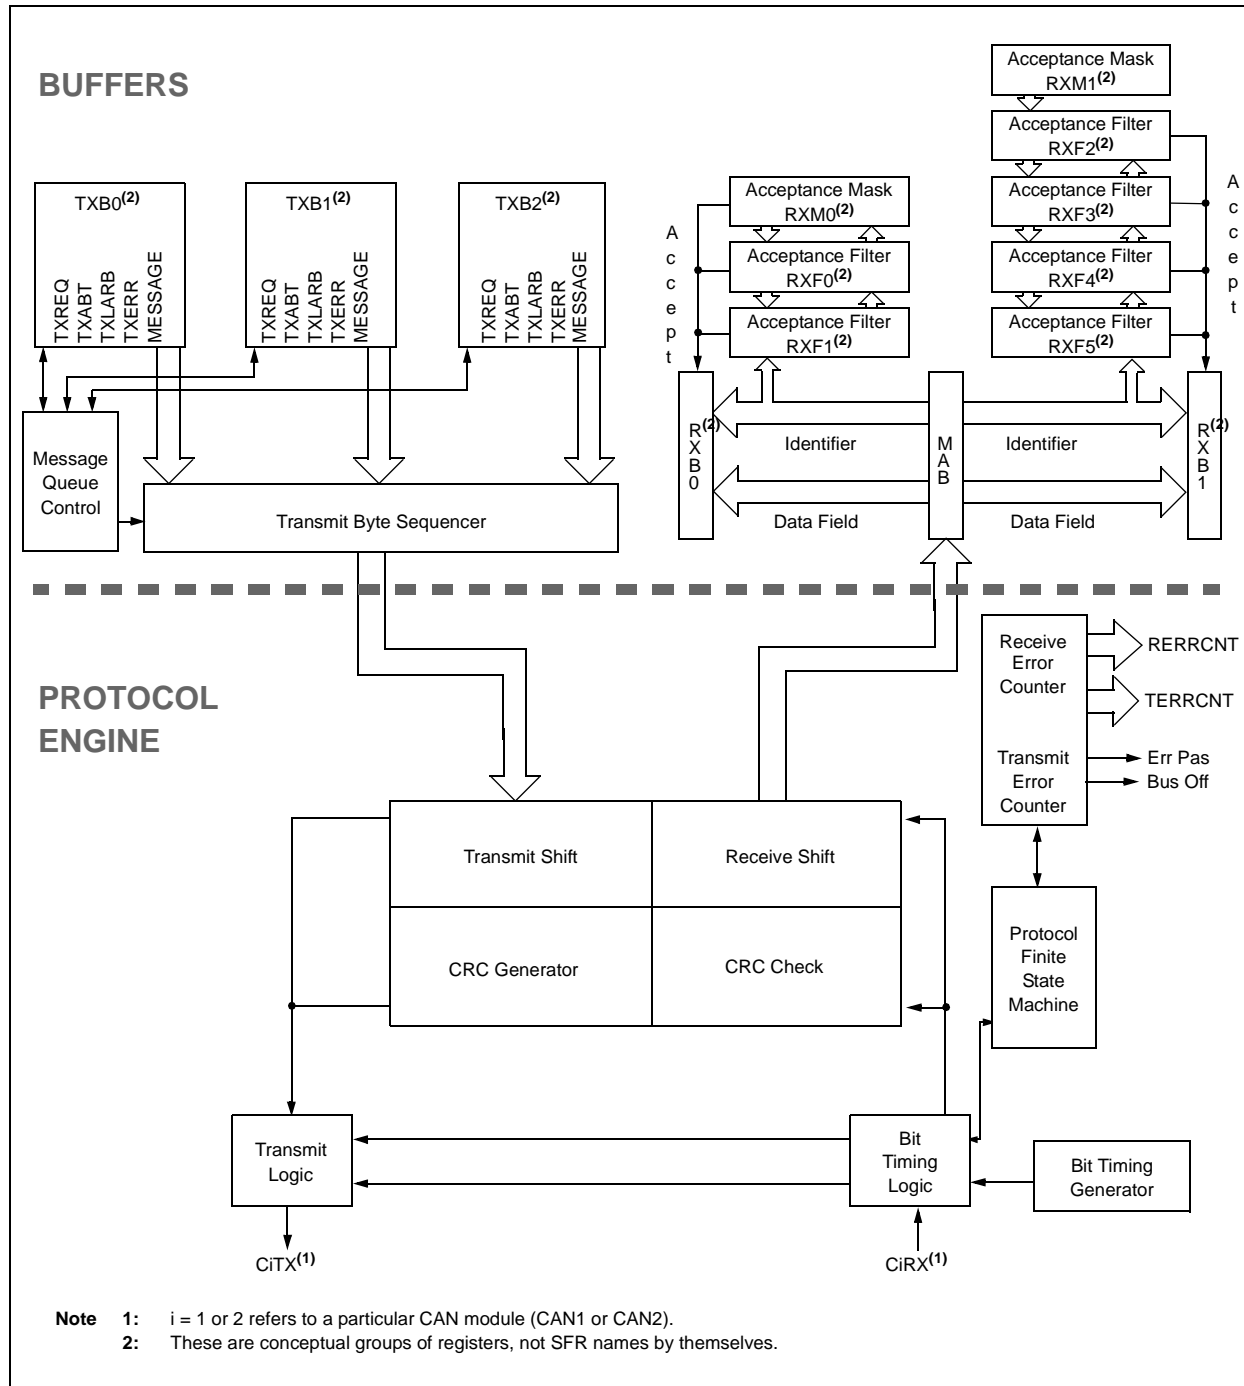 BUFFERS
Acceptance Mask
RXM1(2)
Acceptance Filter
RXF2(2)
Acceptance Filter
RXF3(2)
Acceptance Filter
RXF4(2)
Acceptance Filter
RXF5(2)
Accept
Acceptance Mask
RXM0(2)
Acceptance Filter
RXF0(2)
Acceptance Filter
RXF1(2)
Accept
TXB0(2)
TXREQ
TXABT
TXLARB
TXERR
MESSAGE
TXB1(2)
TXREQ
TXABT
TXLARB
TXERR
MESSAGE
TXB2(2)
TXREQ
TXABT
TXLARB
TXERR
MESSAGE
Message
Queue
Control
Transmit Byte Sequencer
RXB0(2)
Identifier
Data Field
MAB
Identifier
Data Field
RXB1(2)
PROTOCOL
ENGINE
Receive
Error
Counter
RERRCNT
TERRCNT
Transmit
Error
Counter
Err Pas
Bus Off
Transmit Shift
Receive Shift
CRC Generator
CRC Check
Protocol
Finite
State
Machine
Transmit
Logic
Bit
Timing
Logic
Bit Timing
Generator
CiTX(1)
CiRX(1)
Note 1: i = 1 or 2 refers to a particular CAN module (CAN1 or CAN2).
2: These are conceptual groups of registers, not SFR names by themselves.